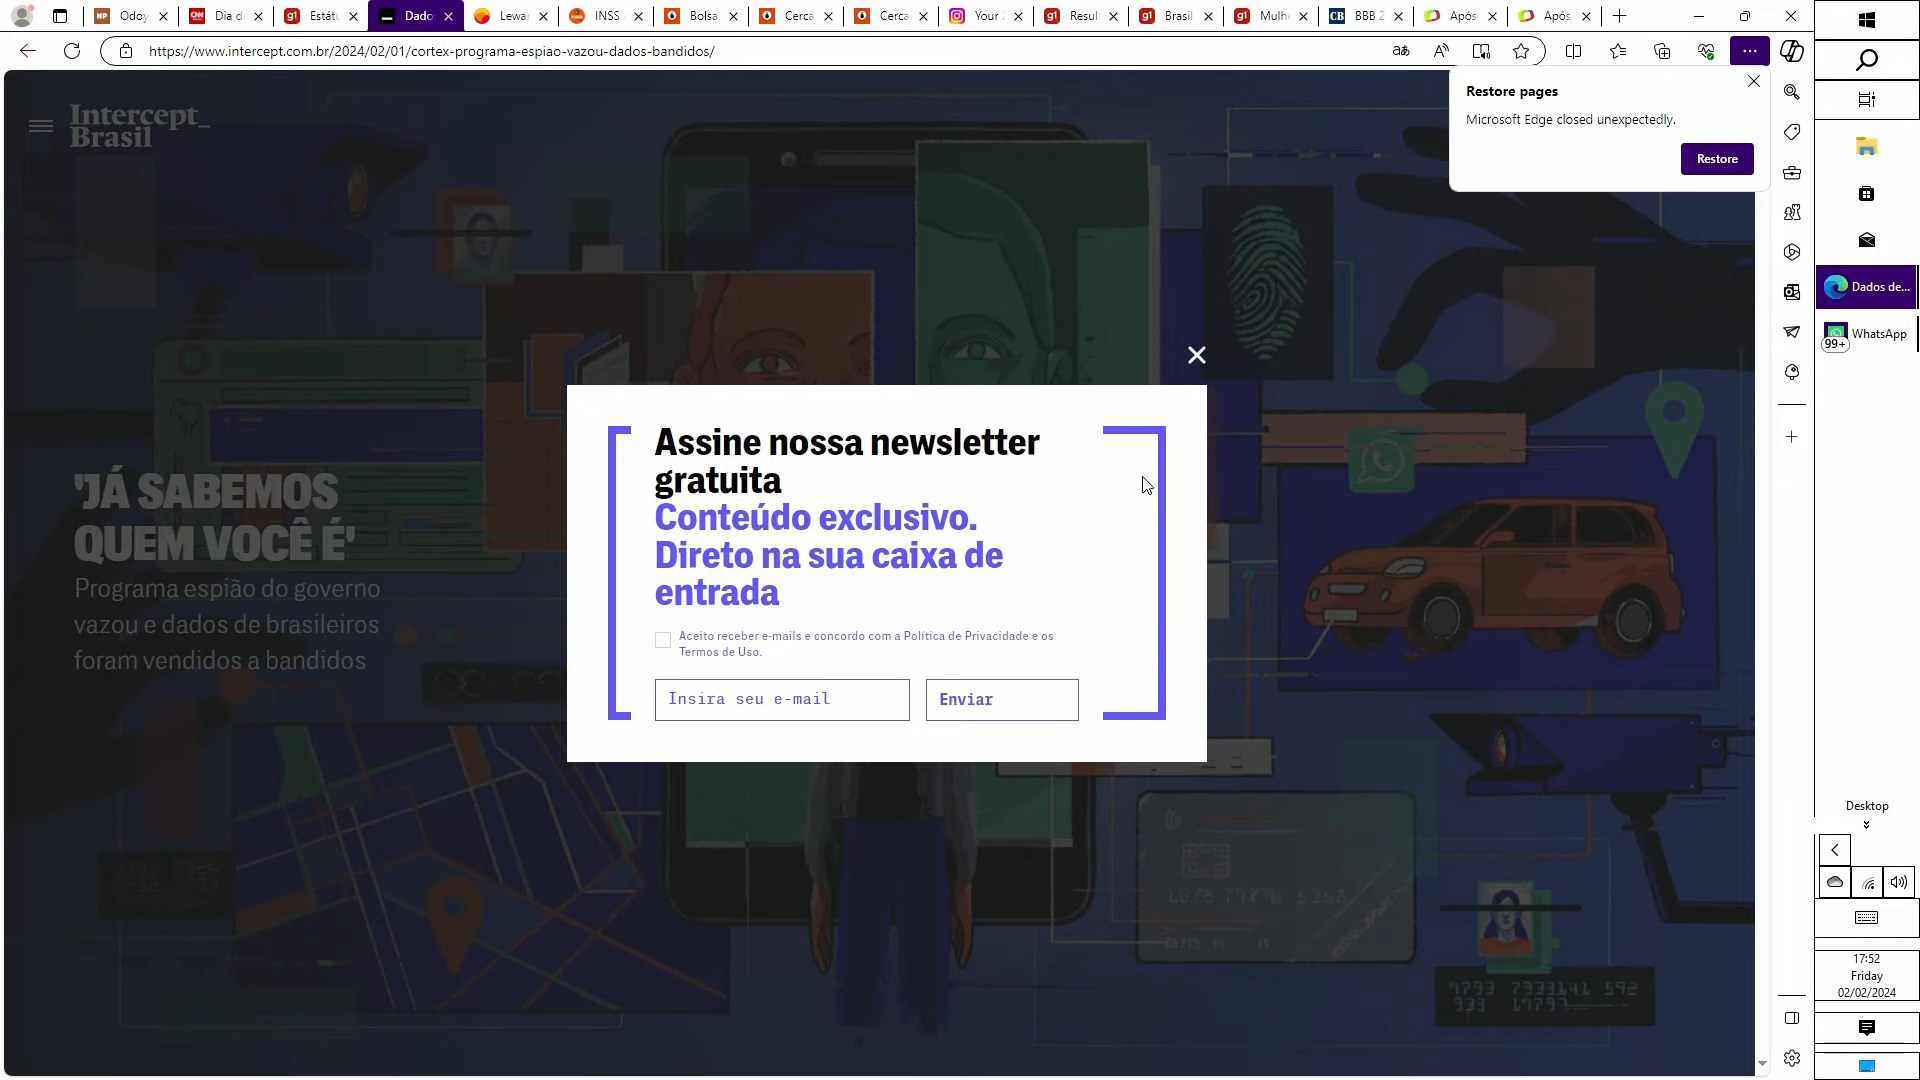 Odoy
Dia d
Estátu
Dado
Lewar
INSS
Bolsa
Cerca
Cerca
Your
Resul
Brasil
Mulh
BBB 2
Após
Após
https://www.intercept.com.br/2024/02/01/cortex-programa-espiao-vazou-dados-bandidos/
Restore pages
Microsoft Edge closed unexpectedly.
Restore
Intercept_
Brasil
'JÁ SABEMOS
QUEM VOCÊ É'
Programa espião do governo
vazou e dados de brasileiros
foram vendidos a bandidos
Assine nossa newsletter
gratuita
Conteúdo exclusivo.
Direto na sua caixa de
entrada
Aceito receber e-mails e concordo com a Política de Privacidade e os
Termos de Uso.
Insira seu e-mail
Enviar
Dados de...
WhatsApp
99+
Desktop
17:52
Friday
02/02/2024